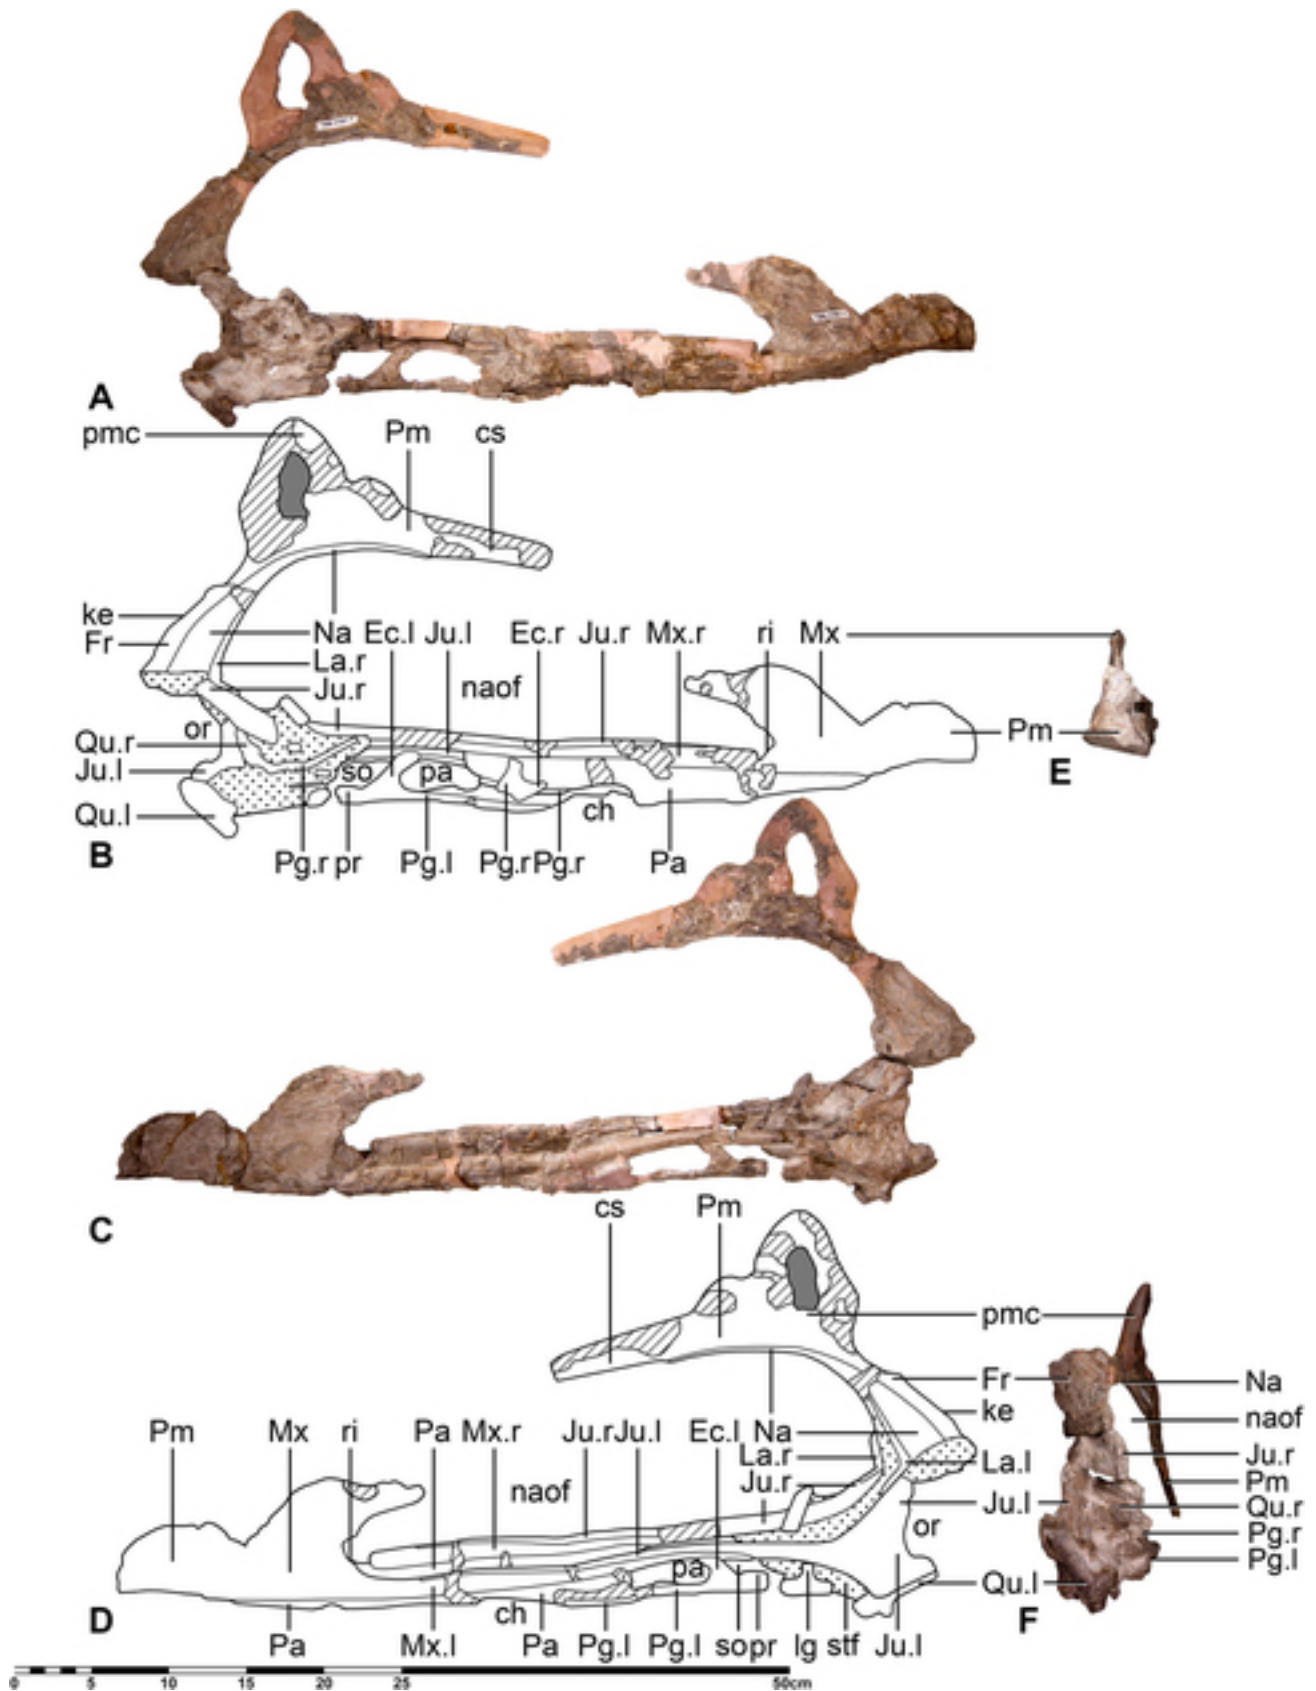 A
pmc Pm cs
ke
Fr Na Ec.l Ju.l Ec.r Ju.r Mx.r ri Mx
La.r
Ju.r naof
or
Qu.r Pm
Ju.l so pa E
Qu.l ch
B Pg.r pr Pg.l Pg.r Pg.r Pa
C cs Pm
pmc
Fr Na
ke naof
Pm Mx ri Pa Mx.r Ju.r Ju.l Ec.l Na
La.r La.l Ju.r
Ju.r Pm
naof Ju.l Qu.r
or Pg.r
pa Pg.l
Qu.l
D ch F
Pa Mx.l Pa Pg.l Pg.l so pr lg stf Ju.l
0 5 10 15 20 25 50cm